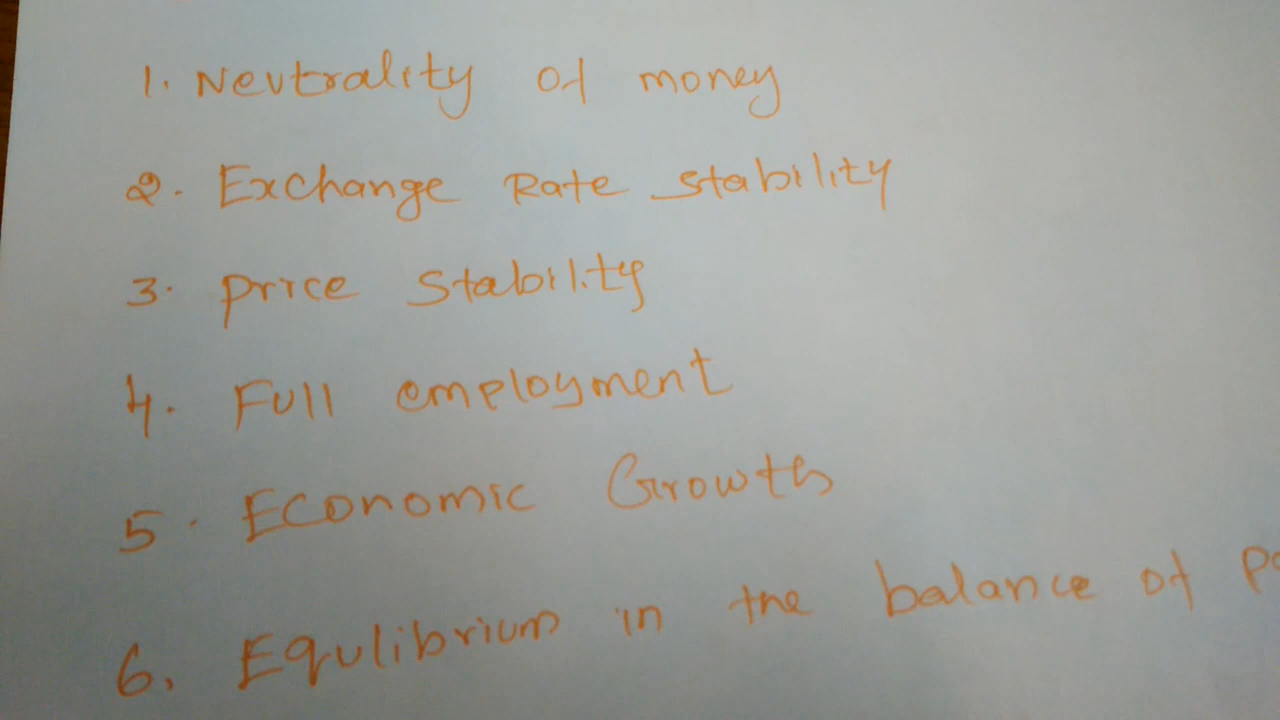 1. Neutrality of money
2. Exchange Rate stability
3. Price Stability
4. Full employment
5. Economic Growth
6. Equlibrium in the balance of